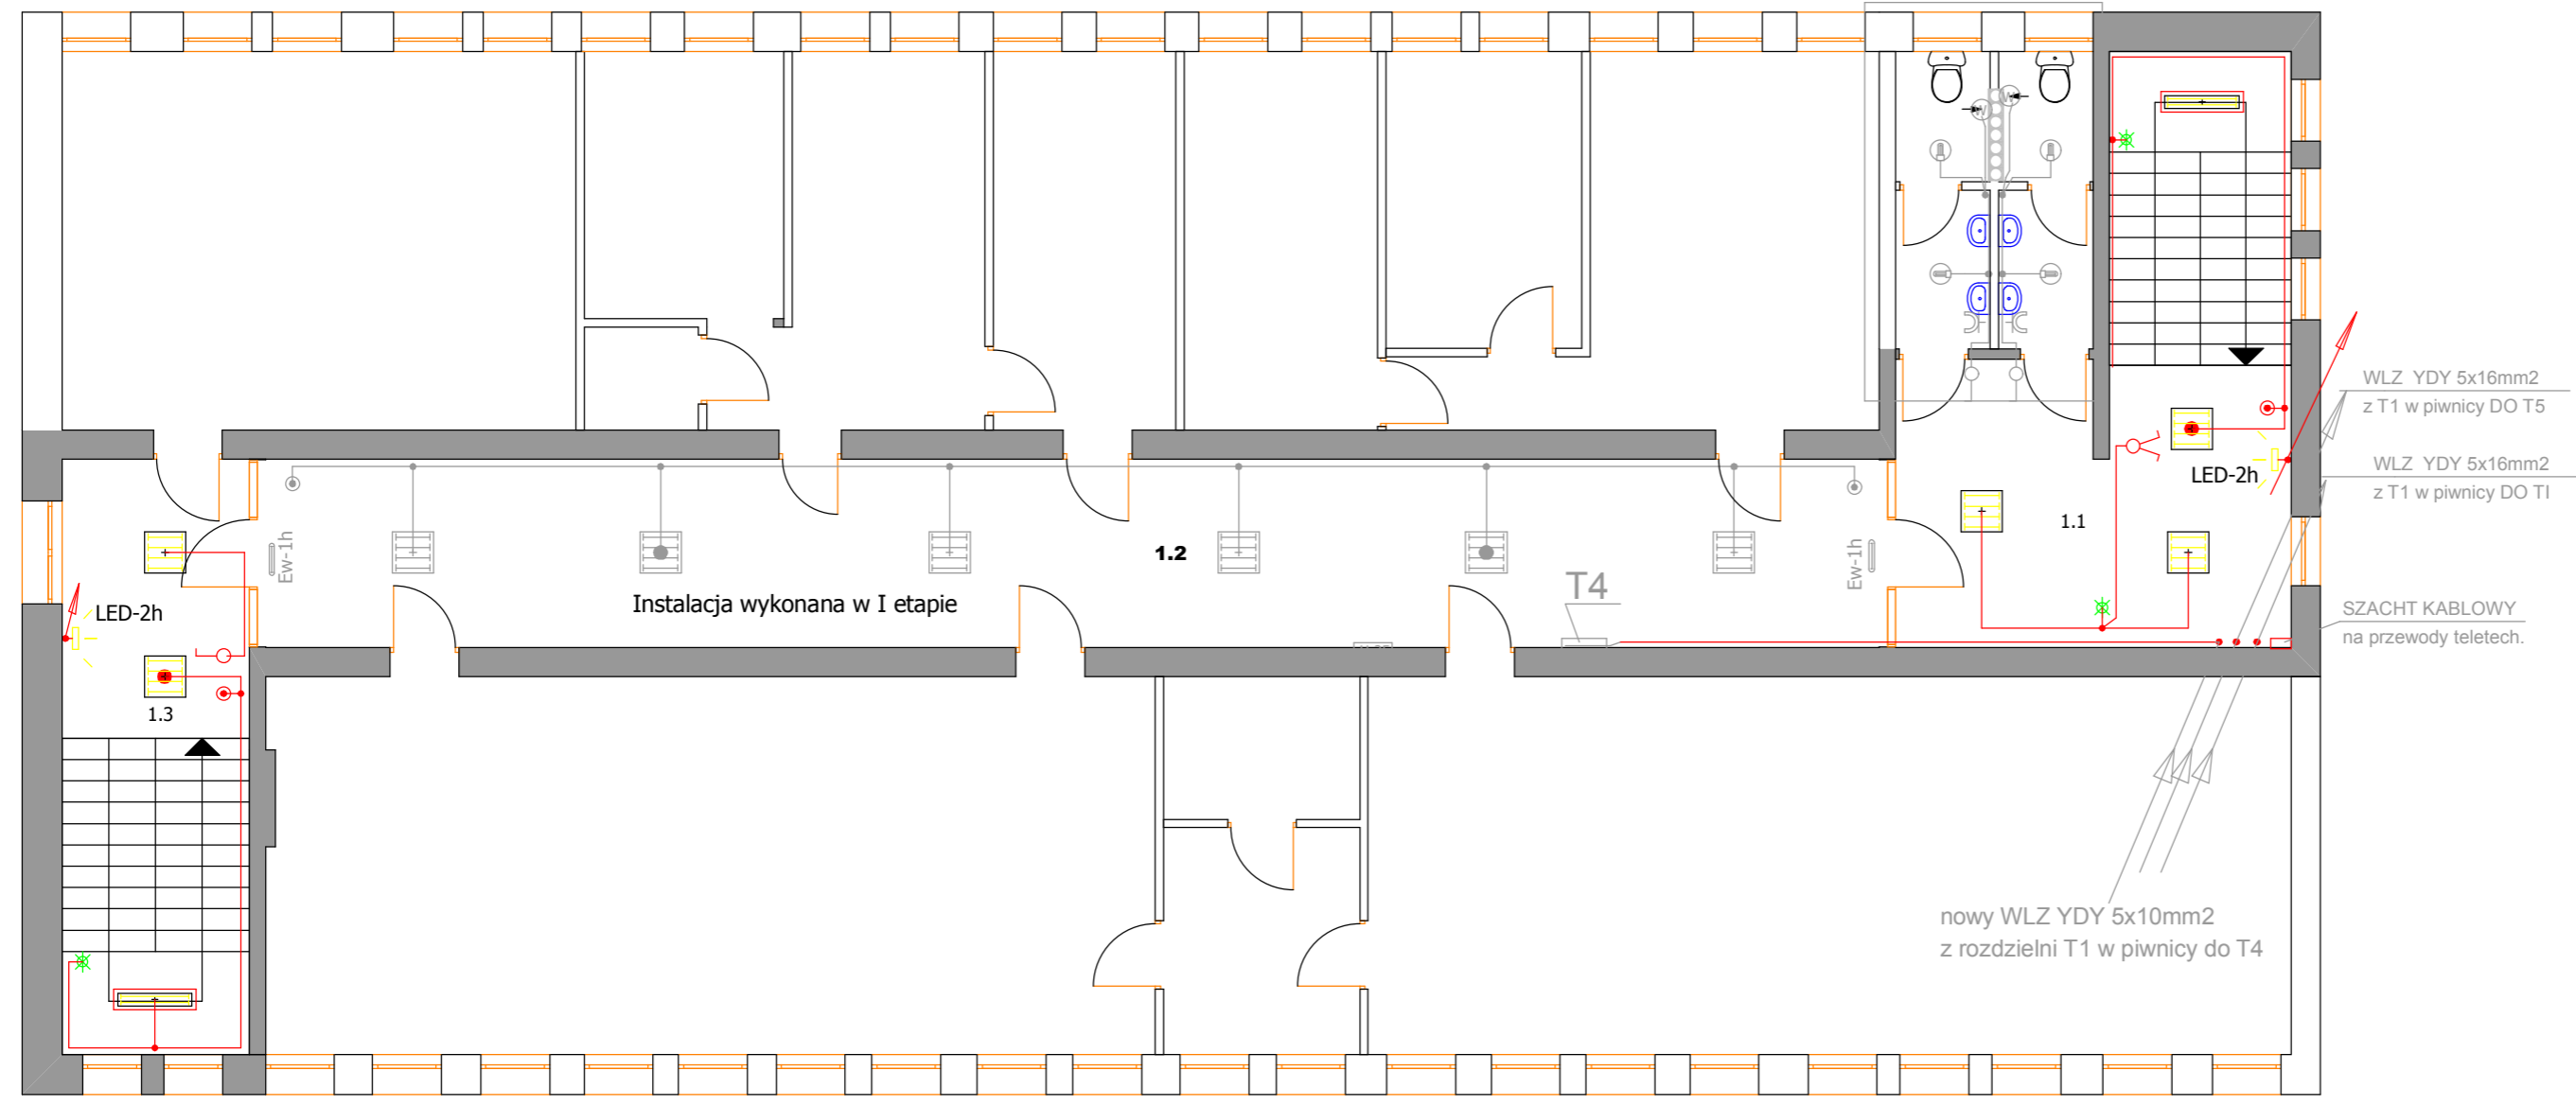 WLZ YDY 5x16mm2
z T1 w piwnicy DO T5
WLZ YDY 5x16mm2
z T1 w piwnicy DO TI
LED-2h
1.1
Ew-1h
1.2
Ew-1h
T4
Instalacja wykonana w I etapie
LED-2h
SZACHT KABLOWY
na przewody teletech.
1.3
nowy WLZ YDY 5x10mm2
z rozdzielni T1 w piwnicy do T4